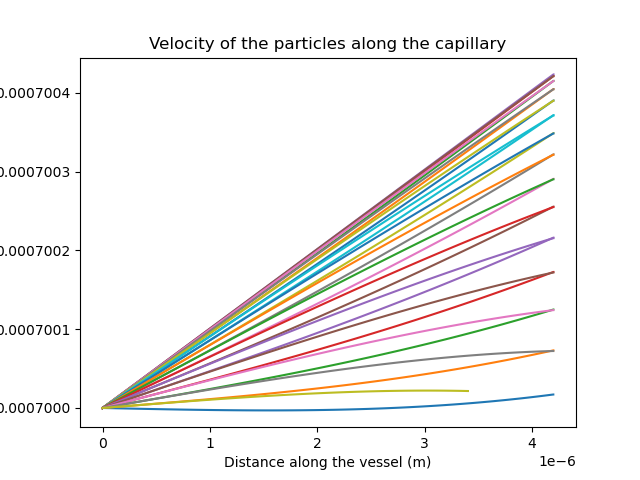 Velocity of the particles along the capillary
0.0007004
0.0007003
0.0007002
0.0007001
0.0007000
0 1 2 3 4
1e−6
Distance along the vessel (m)